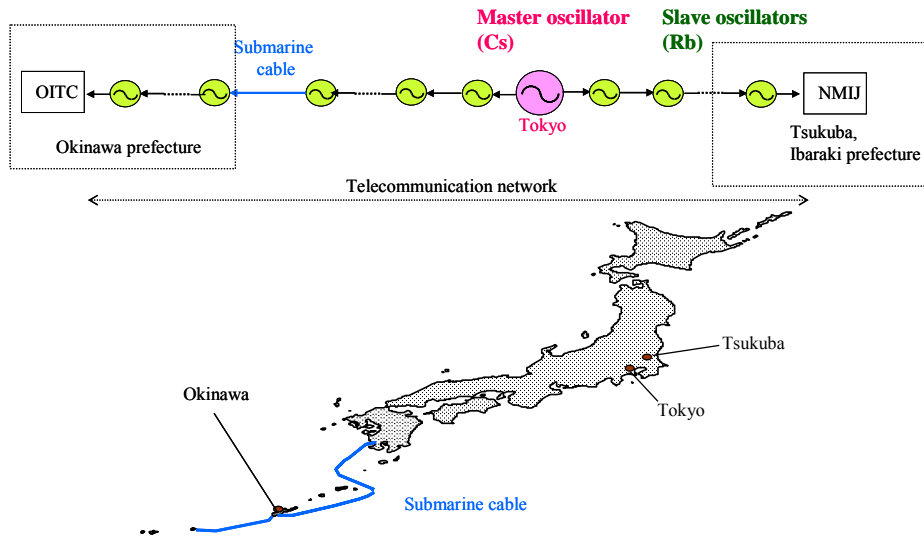 Master oscillator
(Cs)
Slave oscillators
(Rb)
Submarine
cable
OITC
NMIJ
Tokyo
Okinawa prefecture
Tsukuba,
Ibaraki prefecture
Telecommunication network
Tsukuba
Okinawa
Tokyo
Submarine cable